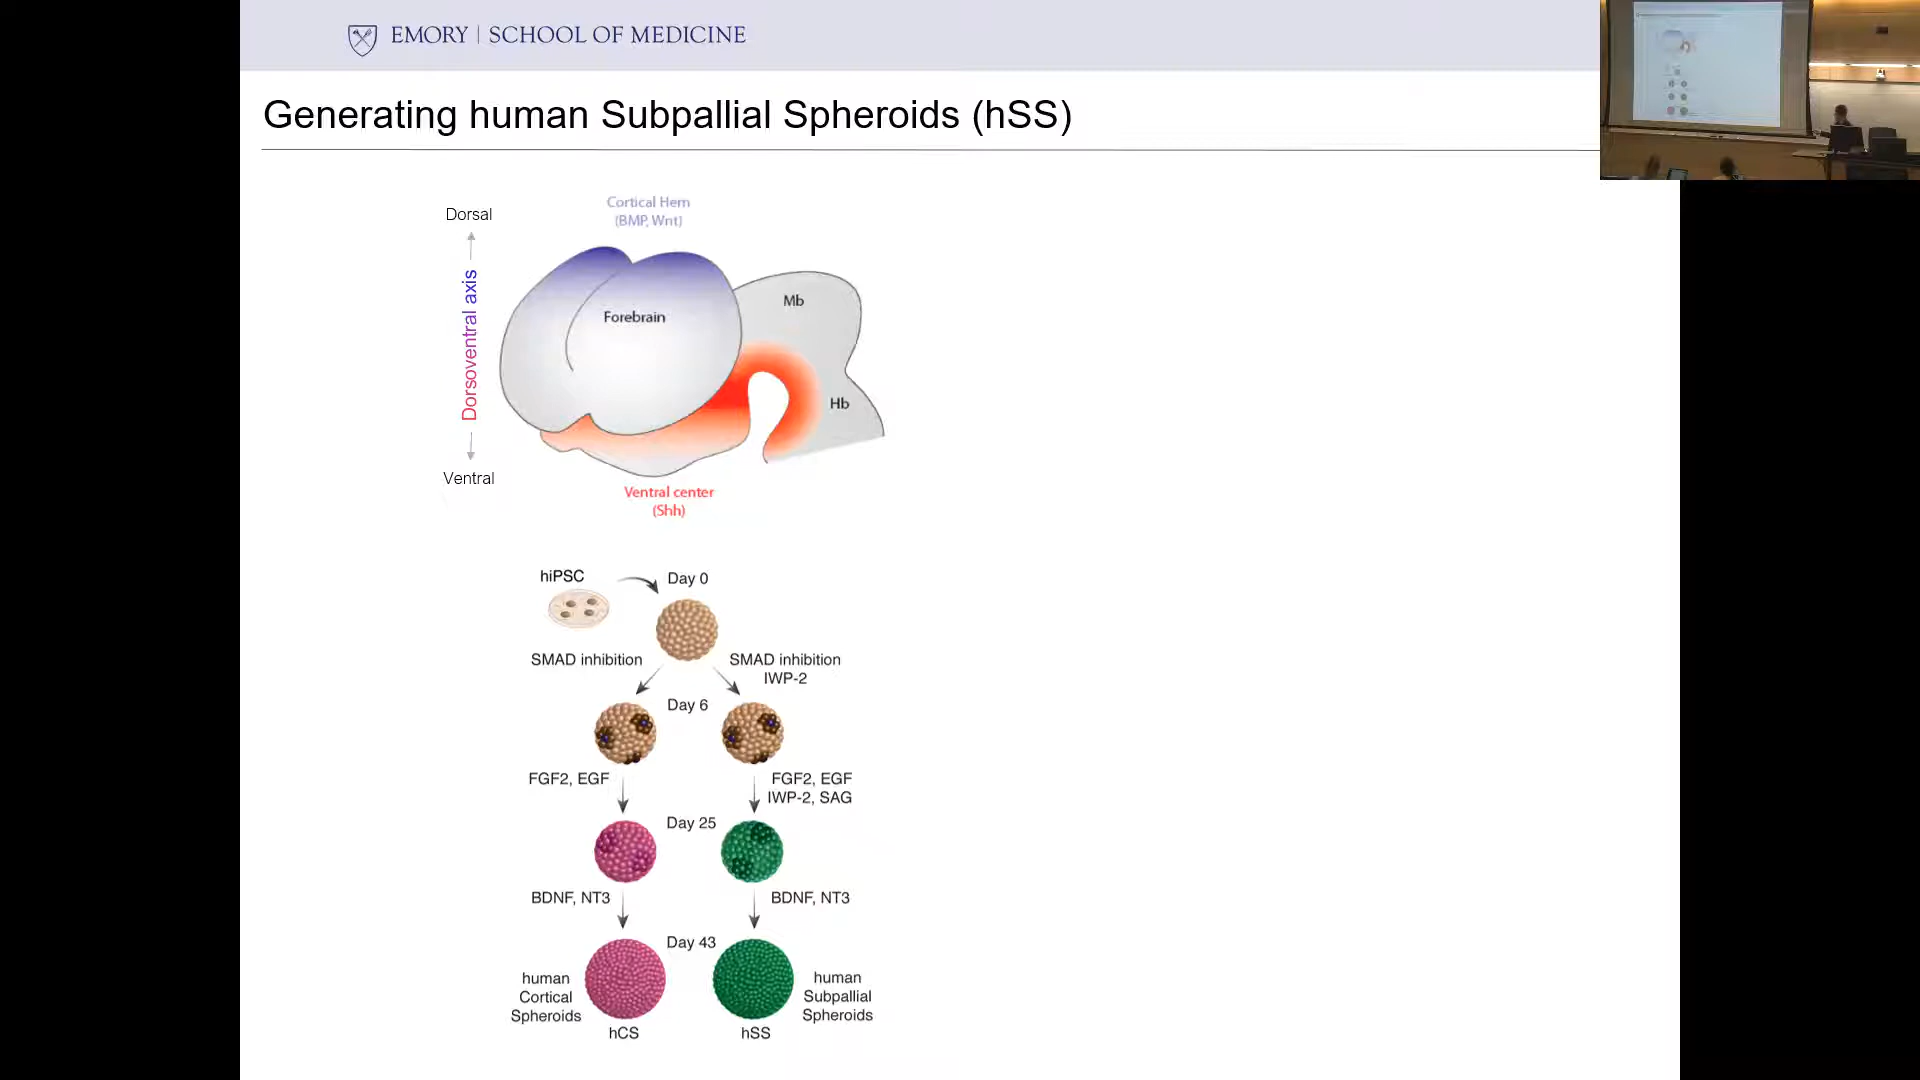 EMORY | SCHOOL OF MEDICINE
Generating human Subpallial Spheroids (hSS)
Dorsal
Dorsoventral axis
Ventral
Cortical Hem
(BMP, Wnt)
Forebrain
Mb
Hb
Ventral center
(Shh)
hiPSC
Day 0
SMAD inhibition
SMAD inhibition
IWP-2
Day 6
FGF2, EGF
FGF2, EGF
IWP-2, SAG
Day 25
BDNF, NT3
BDNF, NT3
Day 43
human
Cortical
Spheroids
hCS
human
Subpallial
Spheroids
hSS